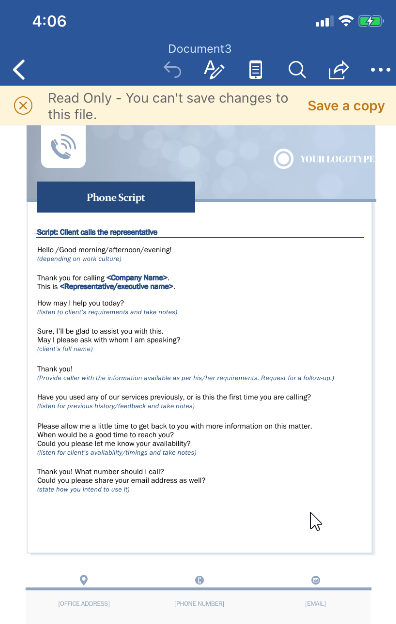 4:06
Document3
Read Only - You can't save changes to
this file.
Save a copy
YOUR LOGOTYPE
Phone Script
Script: Client calls the representative
Hello /Good morning/afternoon/evening!
(depending on work culture)
Thank you for calling <Company Name>.
This is <Representative/executive name>.
How may I help you today?
(listen to client's requirements and take notes)
Sure, I'll be glad to assist you with this.
May I please ask with whom I am speaking?
(client's full name)
Thank you!
(Provide caller with the information available as per his/her requirements. Request for a follow-up.)
Have you used any of our services previously, or is this the first time you are calling?
(listen for previous history/feedback and take notes)
Please allow me a little time to get back to you with more information on this matter.
When would be a good time to reach you?
Could you please let me know your availability?
(listen for client's availability/timings and take notes)
Thank you! What number should I call?
Could you please share your email address as well?
(state how you intend to use it)
[OFFICE ADDRESS]
[PHONE NUMBER]
[EMAIL]